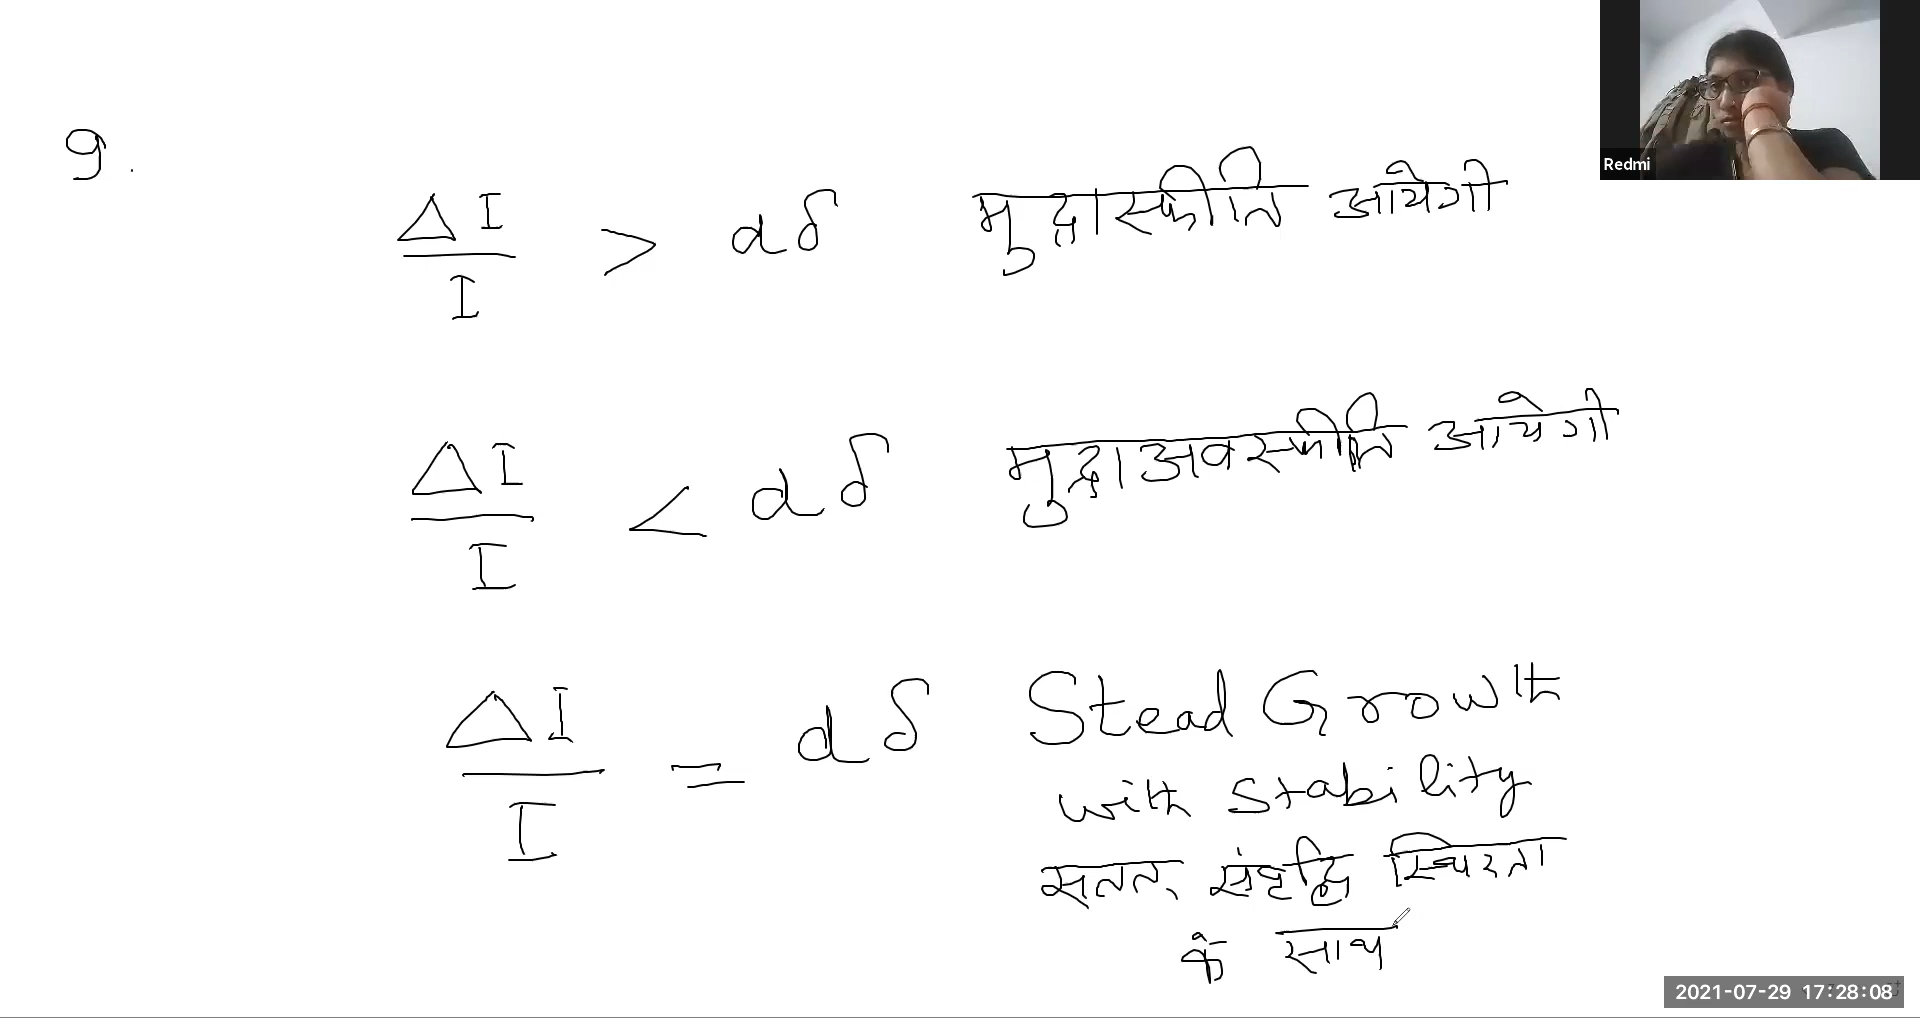 9.
ΔI/I > αδ मुद्रास्फीति आयेगी
Redmi
ΔI/I < αδ मुद्राअवस्फीति आयेगी
ΔI/I = αδ Stead Growth
with stability
सतत संवृद्धि स्थिरता
के साथ
2021-07-29 17:28:08